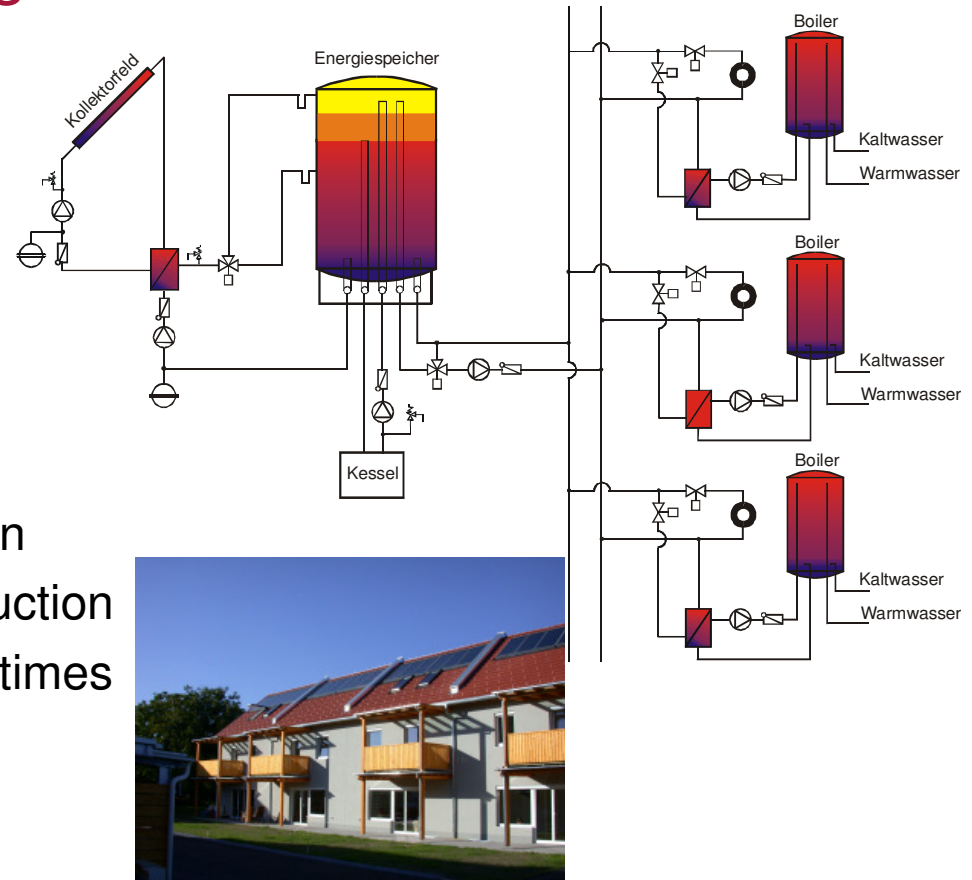 Kollektorfeld
Energiespeicher
Kessel
Boiler
Kaltwasser
Warmwasser
Boiler
Kaltwasser
Warmwasser
Boiler
Kaltwasser
Warmwasser
n
uction
times